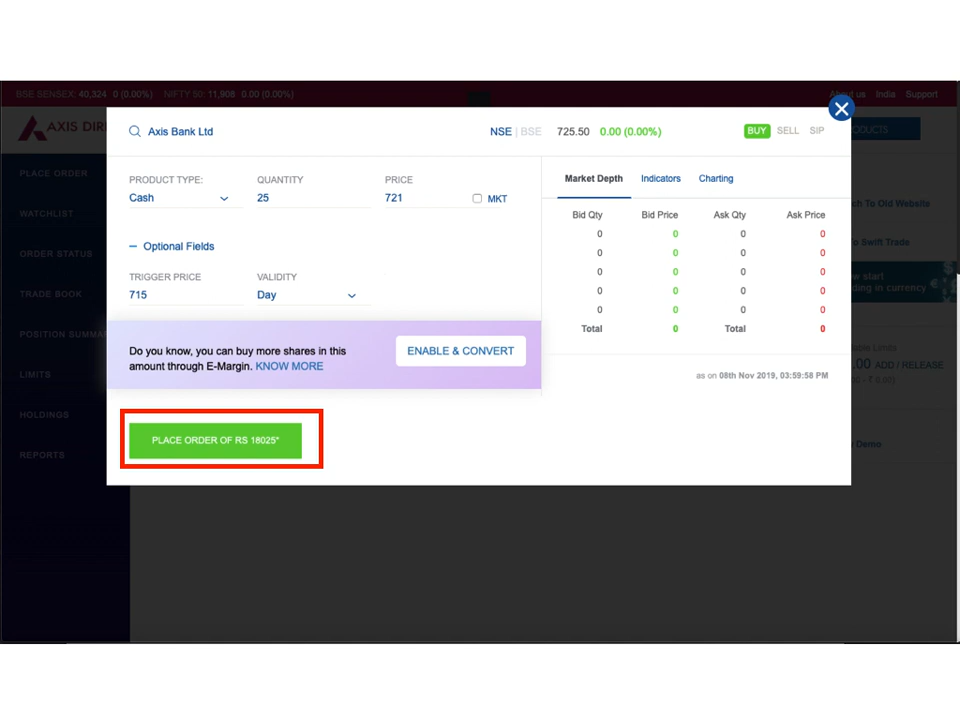 BSE SENSEX: 40,324 0 (0.00%) NIFTY 50: 11,908 0.00 (0.00%)
About us India Support
AXIS DIR
ODUCTS
Axis Bank Ltd
NSE | BSE 725.50 0.00 (0.00%)
BUY SELL SIP
PLACE ORDER
WATCHLIST
ORDER STATUS
TRADE BOOK
POSITION SUMMA
LIMITS
HOLDINGS
REPORTS
PRODUCT TYPE: QUANTITY PRICE
Cash 25 721 MKT
Optional Fields
TRIGGER PRICE VALIDITY
715 Day
Do you know, you can buy more shares in this
amount through E-Margin. KNOW MORE
ENABLE & CONVERT
PLACE ORDER OF RS 18025*
Market Depth Indicators Charting
Bid Qty Bid Price Ask Qty Ask Price
0 0 0 0
0 0 0 0
0 0 0 0
0 0 0 0
0 0 0 0
Total 0 Total 0
as on 08th Nov 2019, 03:59:58 PM
ch To Old Website
o Swift Trade
w start
ding in currency
able Limits
.00 ADD / RELEASE
Demo